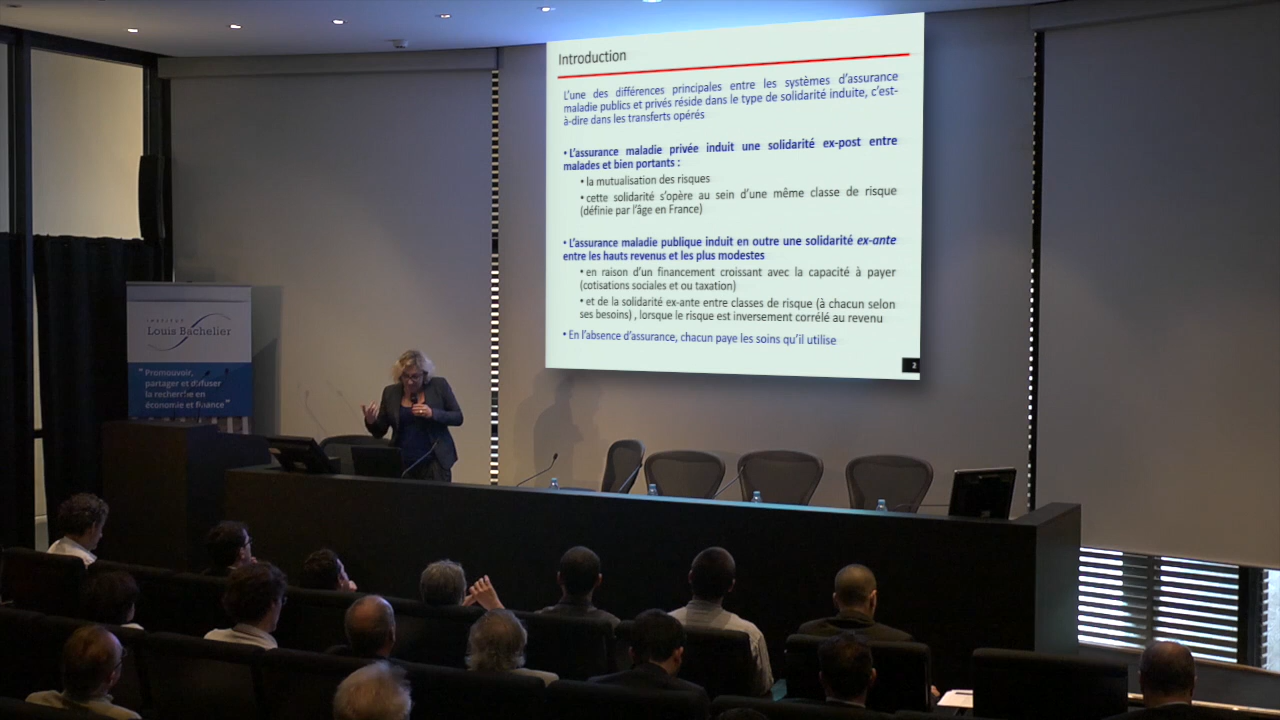 Introduction
L'une des différences principales entre les systèmes d'assurance
maladie publics et privés réside dans le type de solidarité induite, c'est-
à-dire dans les transferts opérés
• L'assurance maladie privée induit une solidarité ex-post entre
malades et bien portants :
• la mutualisation des risques
• cette solidarité s'opère au sein d'une même classe de risque
(définie par l'âge en France)
• L'assurance maladie publique induit en outre une solidarité ex-ante
entre les hauts revenus et les plus modestes
• en raison d'un financement croissant avec la capacité à payer
(cotisations sociales et ou taxation)
• et de la solidarité ex-ante entre classes de risque (à chacun selon
ses besoins) , lorsque le risque est inversement corrélé au revenu
• En l'absence d'assurance, chacun paye les soins qu'il utilise
2
INSTITUT
Louis Bachelier
" Promouvoir,
partager et diffuser
la recherche en
économie et finance "